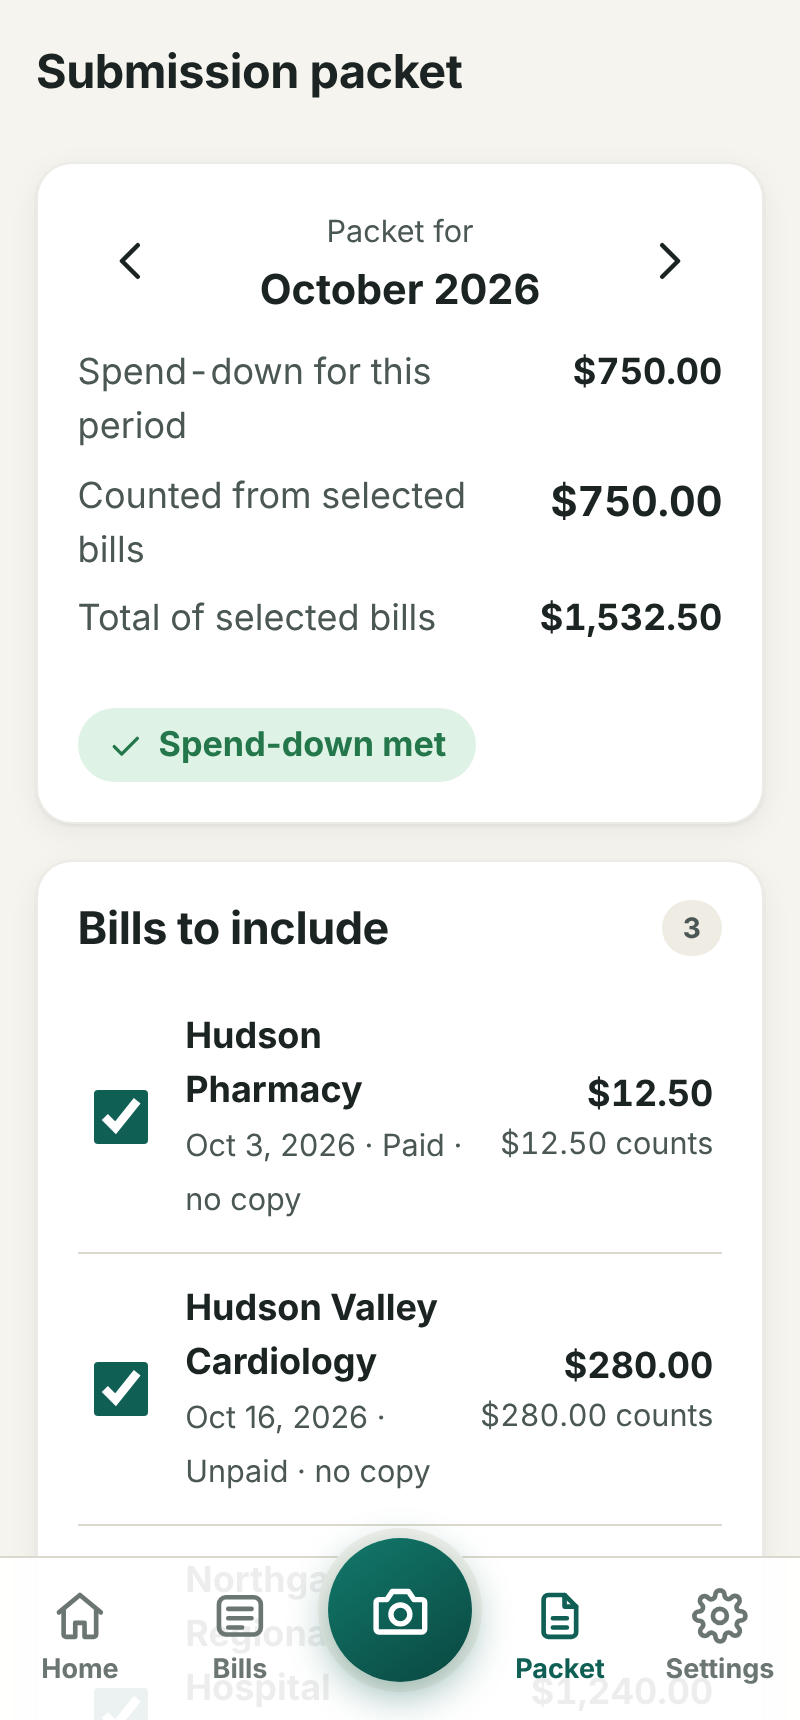 Submission packet
Packet for
October 2026
Spend-down for this $750.00
period
Counted from selected $750.00
bills
Total of selected bills $1,532.50
Spend-down met
Bills to include 3
Hudson
Pharmacy $12.50
Oct 3, 2026 · Paid · $12.50 counts
no copy
Hudson Valley
Cardiology $280.00
Oct 16, 2026 · $280.00 counts
Unpaid · no copy
Hospital $1,240.00
Home Bills Packet Settings